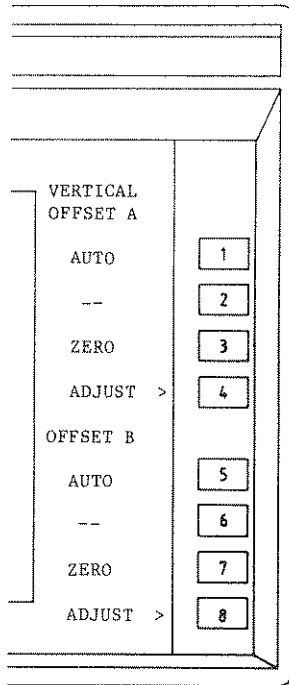 VERTICAL
OFFSET A
AUTO 1
-- 2
ZERO 3
ADJUST > 4
OFFSET B
AUTO 5
-- 6
ZERO 7
ADJUST > 8